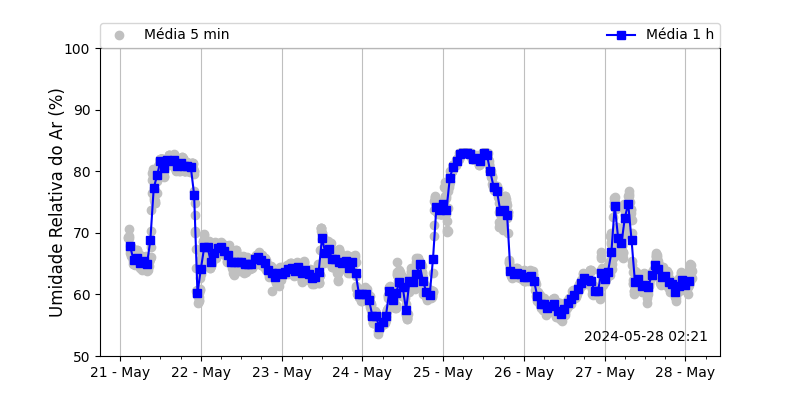 Média 5 min
Média 1 h
Umidade Relativa do Ar (%)
100
90
80
70
60
50
2024-05-28 02:21
21 - May
22 - May
23 - May
24 - May
25 - May
26 - May
27 - May
28 - May